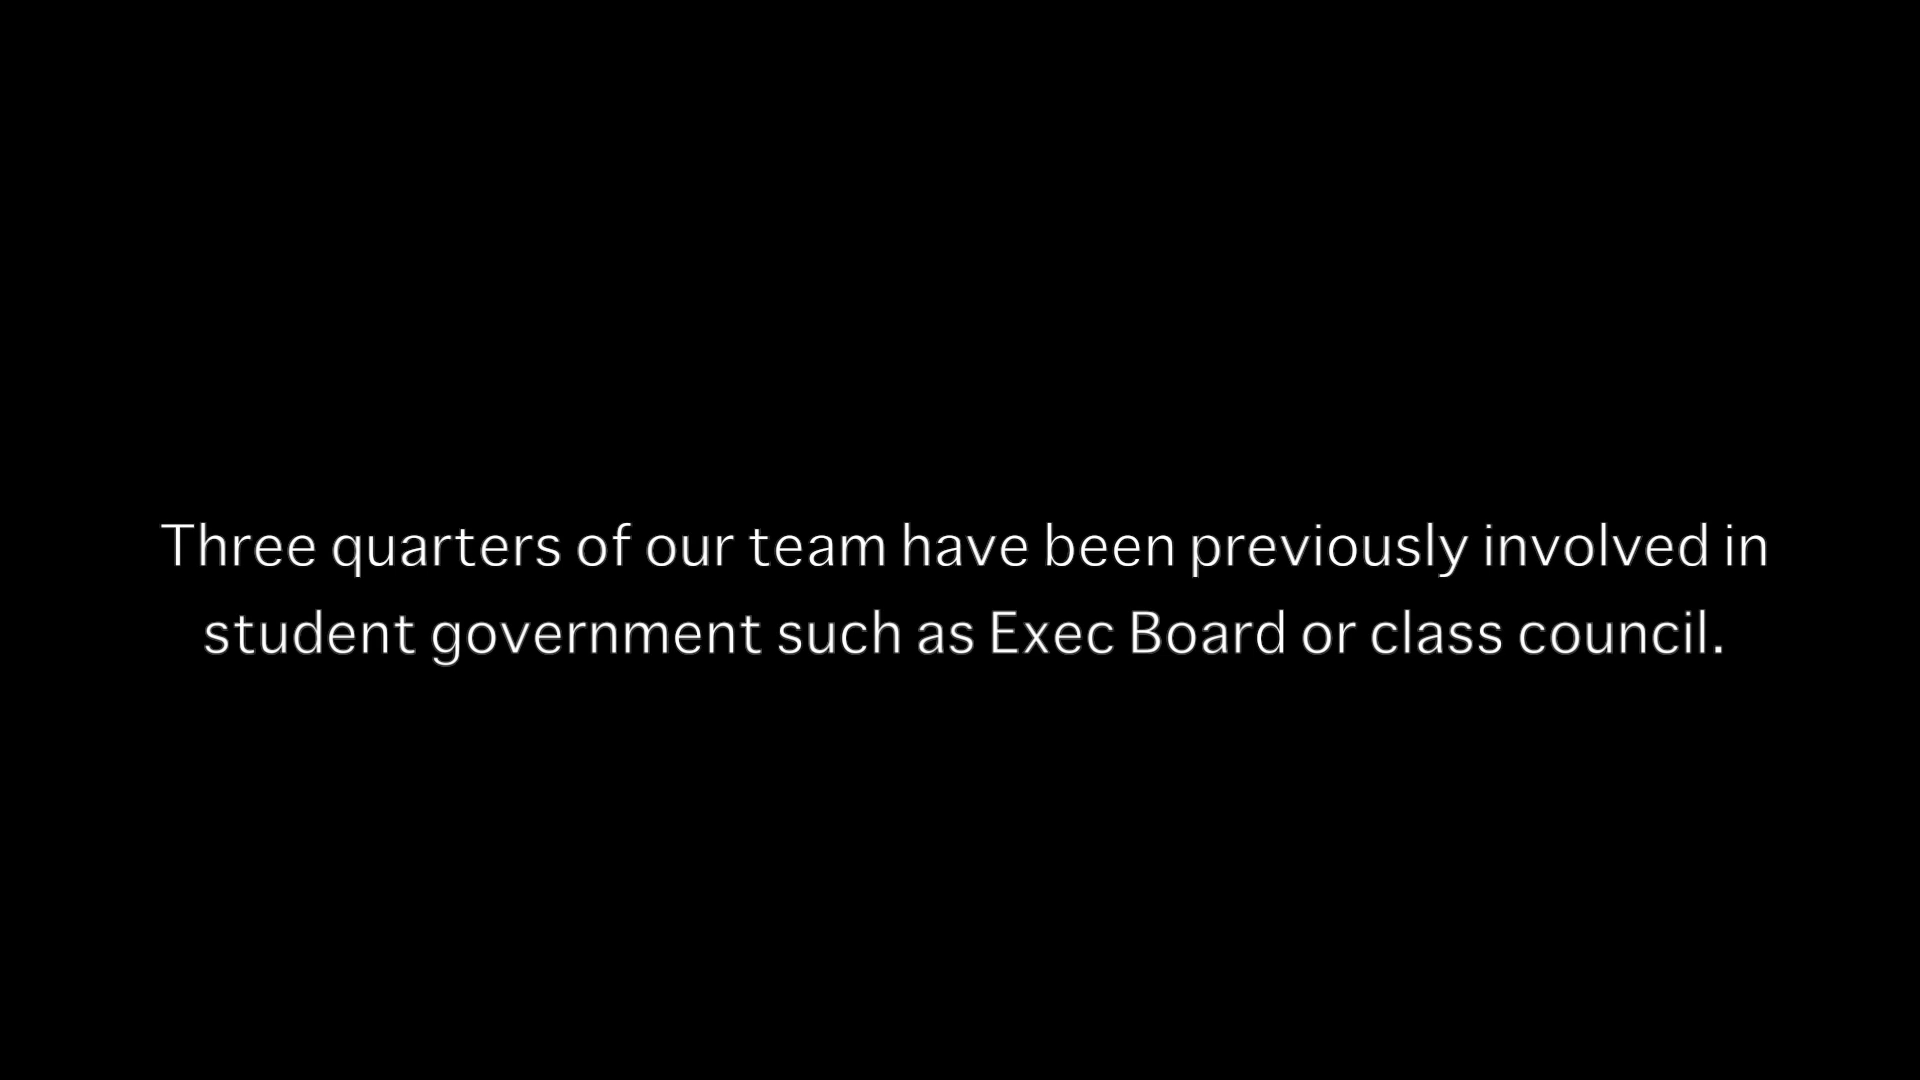 Three quarters of our team have been previously involved in
student government such as Exec Board or class council.